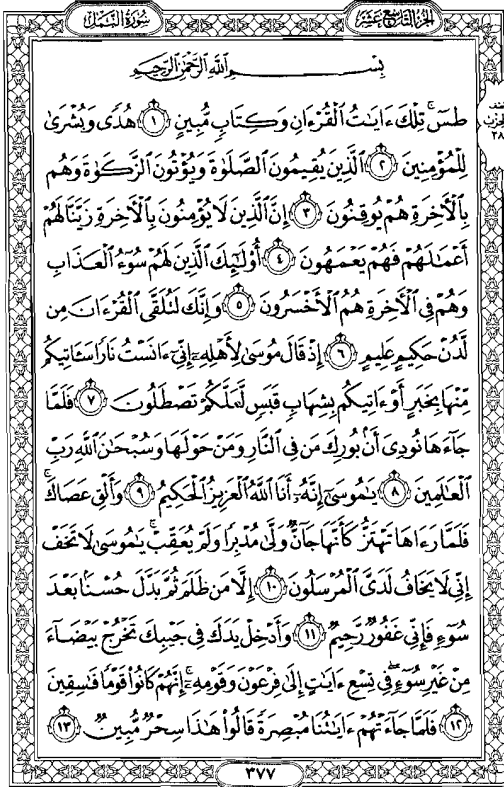 الجزء التاسع عشر
سورة النمل
بسم الله الرحمن الرحيم
نصف الحزب ٣٨
طسٓ ۚ تِلْكَ ءَايَٰتُ ٱلْقُرْءَانِ وَكِتَابٍ مُّبِينٍ ١ هُدًى وَبُشْرَىٰ
لِلْمُؤْمِنِينَ ٢ ٱلَّذِينَ يُقِيمُونَ ٱلصَّلَوٰةَ وَيُؤْتُونَ ٱلزَّكَوٰةَ وَهُم
بِٱلْءَاخِرَةِ هُمْ يُوقِنُونَ ٣ إِنَّ ٱلَّذِينَ لَا يُؤْمِنُونَ بِٱلْءَاخِرَةِ زَيَّنَّا لَهُمْ
أَعْمَٰلَهُمْ فَهُمْ يَعْمَهُونَ ٤ أُو۟لَٰٓئِكَ ٱلَّذِينَ لَهُمْ سُوٓءُ ٱلْعَذَابِ
وَهُمْ فِى ٱلْءَاخِرَةِ هُمُ ٱلْأَخْسَرُونَ ٥ وَإِنَّكَ لَتُلَقَّى ٱلْقُرْءَانَ مِن
لَّدُنْ حَكِيمٍ عَلِيمٍ ٦ إِذْ قَالَ مُوسَىٰ لِأَهْلِهِۦٓ إِنِّىٓ ءَانَسْتُ نَارًا سَـَٔاتِيكُم
مِّنْهَا بِخَبَرٍ أَوْ ءَاتِيكُم بِشِهَابٍ قَبَسٍ لَّعَلَّكُمْ تَصْطَلُونَ ٧ فَلَمَّا
جَآءَهَا نُودِىَ أَنۢ بُورِكَ مَن فِى ٱلنَّارِ وَمَنْ حَوْلَهَا وَسُبْحَٰنَ ٱللَّهِ رَبِّ
ٱلْعَٰلَمِينَ ٨ يَٰمُوسَىٰٓ إِنَّهُۥٓ أَنَا ٱللَّهُ ٱلْعَزِيزُ ٱلْحَكِيمُ ٩ وَأَلْقِ عَصَاكَ ۚ
فَلَمَّا رَءَاهَا تَهْتَزُّ كَأَنَّهَا جَآنٌّ وَلَّىٰ مُدْبِرًا وَلَمْ يُعَقِّبْ ۚ يَٰمُوسَىٰ لَا تَخَفْ
إِنِّى لَا يَخَافُ لَدَىَّ ٱلْمُرْسَلُونَ ١٠ إِلَّا مَن ظَلَمَ ثُمَّ بَدَّلَ حُسْنًۢا بَعْدَ
سُوٓءٍ فَإِنِّى غَفُورٌ رَّحِيمٌ ١١ وَأَدْخِلْ يَدَكَ فِى جَيْبِكَ تَخْرُجْ بَيْضَآءَ
مِنْ غَيْرِ سُوٓءٍ ۖ فِى تِسْعِ ءَايَٰتٍ إِلَىٰ فِرْعَوْنَ وَقَوْمِهِۦٓ ۚ إِنَّهُمْ كَانُوا۟ قَوْمًا فَٰسِقِينَ
١٢ فَلَمَّا جَآءَتْهُمْ ءَايَٰتُنَا مُبْصِرَةً قَالُوا۟ هَٰذَا سِحْرٌ مُّبِينٌ ١٣
٣٧٧